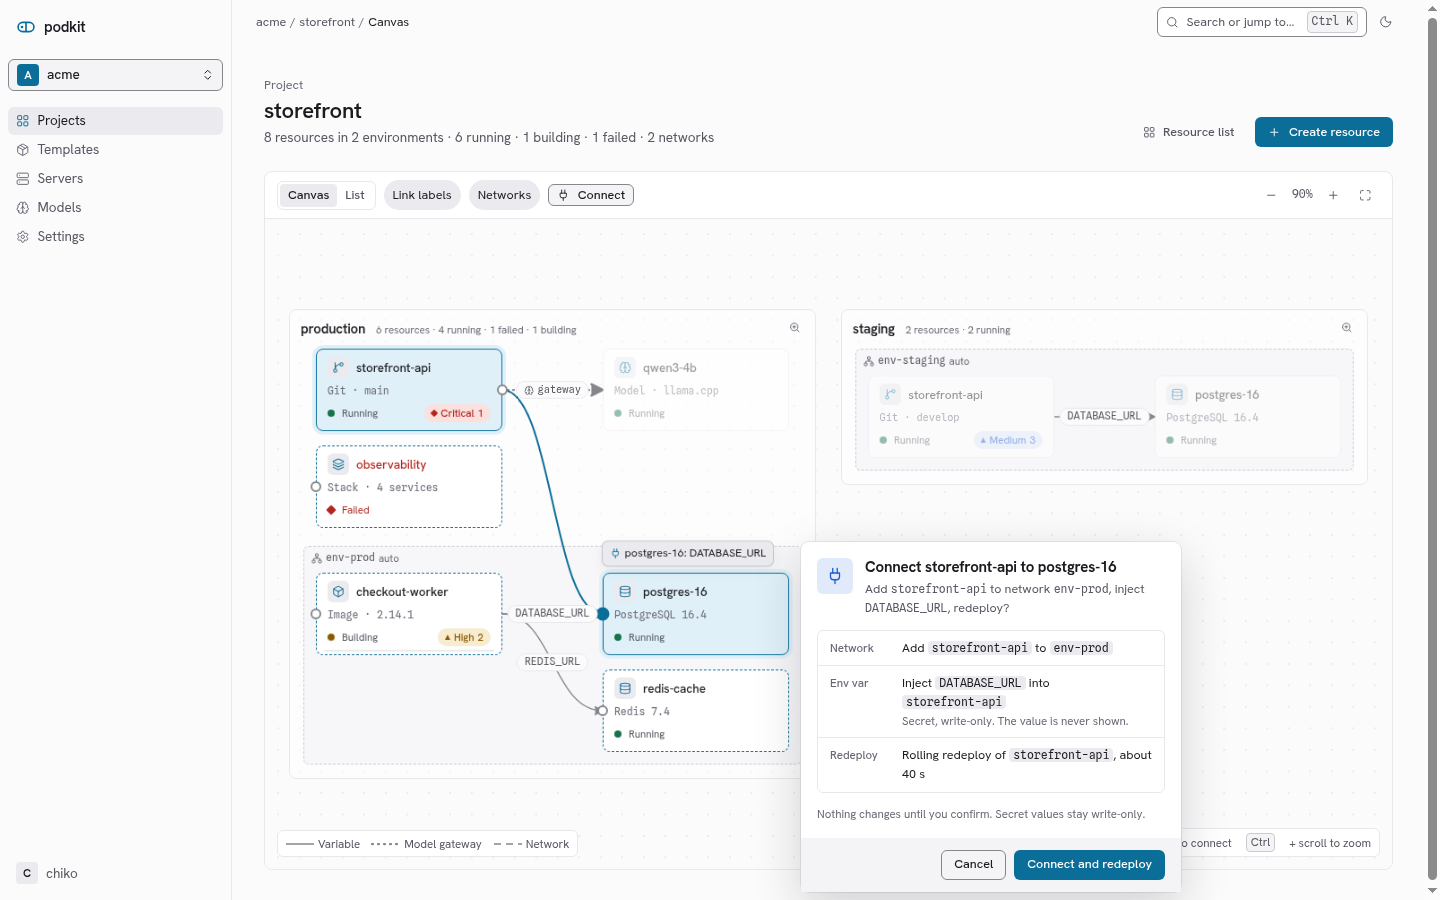 podkit
acme / storefront / Canvas
Search or jump to... Ctrl K
A acme
Projects
Templates
Servers
Models
Settings
C chiko
Project
storefront
8 resources in 2 environments · 6 running · 1 building · 1 failed · 2 networks
Resource list
Create resource
Canvas List Link labels Networks Connect
90%
production 6 resources · 4 running · 1 failed · 1 building
storefront-api
Git · main
Running Critical 1
gateway
qwen3-4b
Model · llama.cpp
Running
observability
Stack · 4 services
Failed
env-prod auto
postgres-16: DATABASE_URL
checkout-worker
Image · 2.14.1
Building High 2
DATABASE_URL
REDIS_URL
postgres-16
PostgreSQL 16.4
Running
redis-cache
Redis 7.4
Running
staging 2 resources · 2 running
env-staging auto
storefront-api
Git · develop
Running Medium 3
DATABASE_URL
postgres-16
PostgreSQL 16.4
Running
Connect storefront-api to postgres-16
Add storefront-api to network env-prod, inject
DATABASE_URL, redeploy?
Network Add storefront-api to env-prod
Env var Inject DATABASE_URL into
storefront-api
Secret, write-only. The value is never shown.
Redeploy Rolling redeploy of storefront-api, about
40 s
Nothing changes until you confirm. Secret values stay write-only.
Cancel Connect and redeploy
Variable Model gateway Network
o connect Ctrl + scroll to zoom